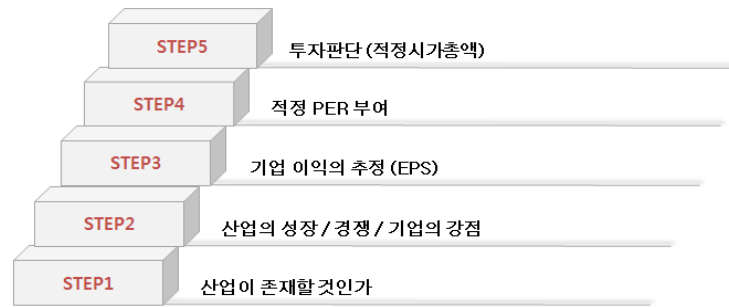 STEP5 투자판단 (적정시가총액)
STEP4 적정 PER 부여
STEP3 기업 이익의 추정 (EPS)
STEP2 산업의 성장 / 경쟁 / 기업의 강점
STEP1 산업이 존재할것인가